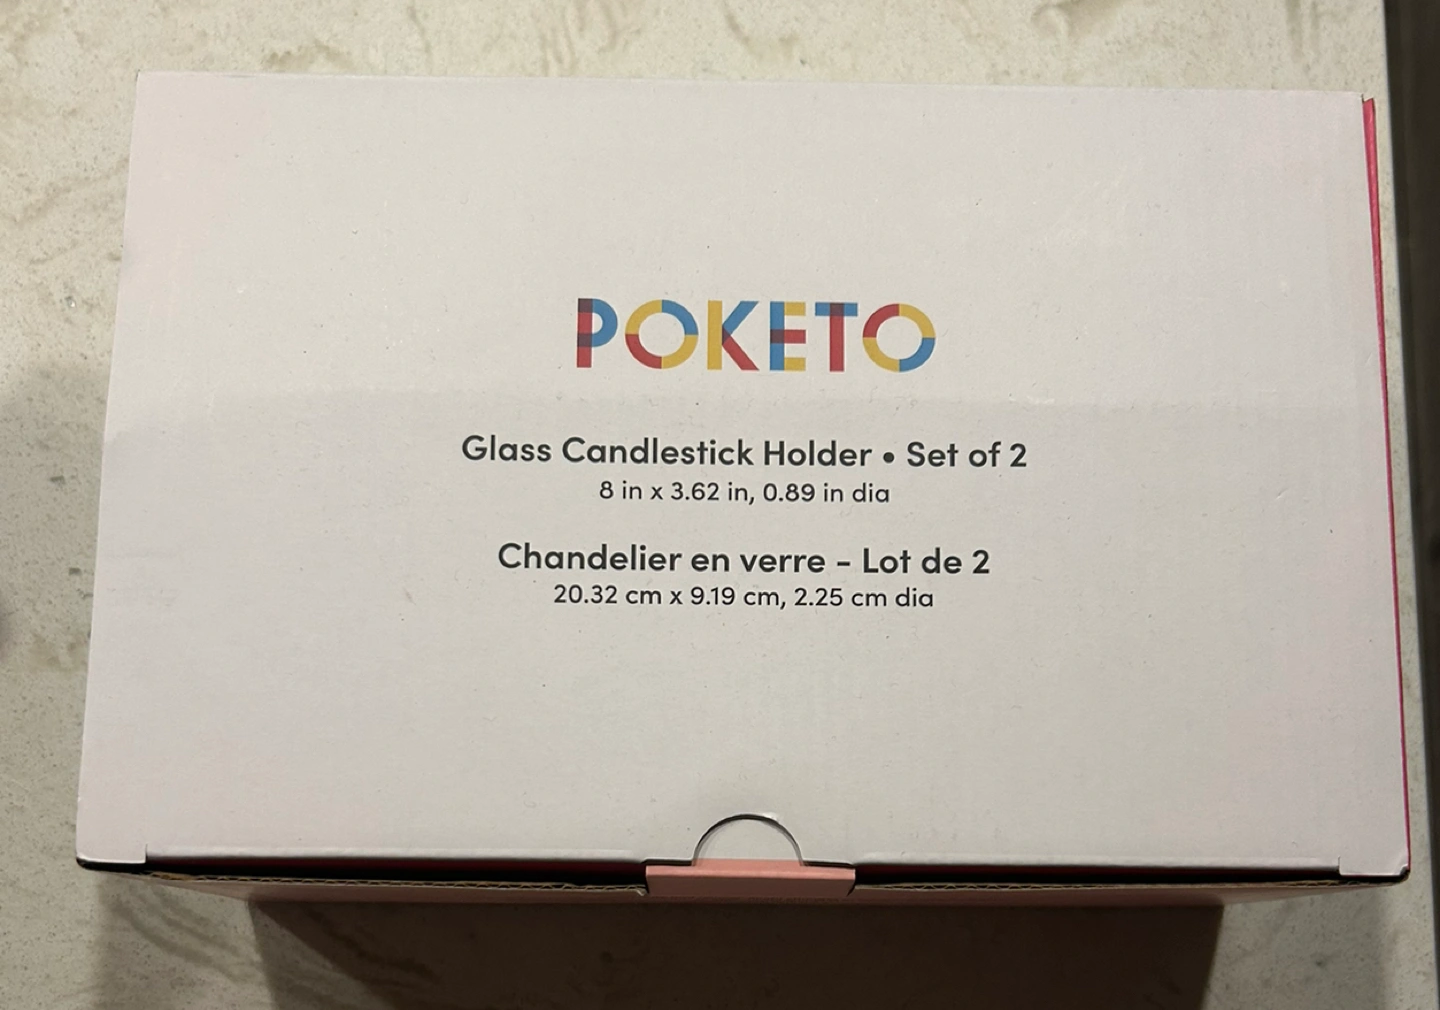 POKETO
Glass Candlestick Holder • Set of 2
8 in x 3.62 in, 0.89 in dia
Chandelier en verre - Lot de 2
20.32 cm x 9.19 cm, 2.25 cm dia